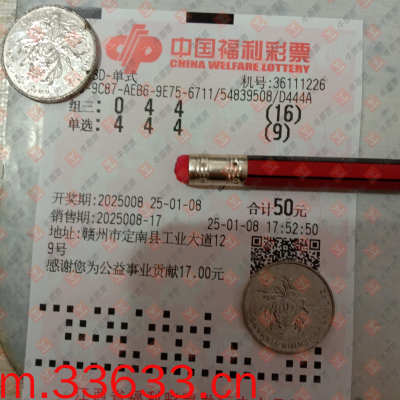 中国福利彩票
CHINA WELFARE LOTTERY
3D-单式
机号:36111226
9C87-AEB6-9E75-6711/54839508/D444A
组三: 0 4 4 (16)
单选: 4 4 4 (9)
开奖期:2025008 25-01-08 合计50元
销售期:2025008-17 25-01-08 17:52:50
地址:赣州市定南县工业大道12
9号
感谢您为公益事业贡献17.00元
m.33633.cn